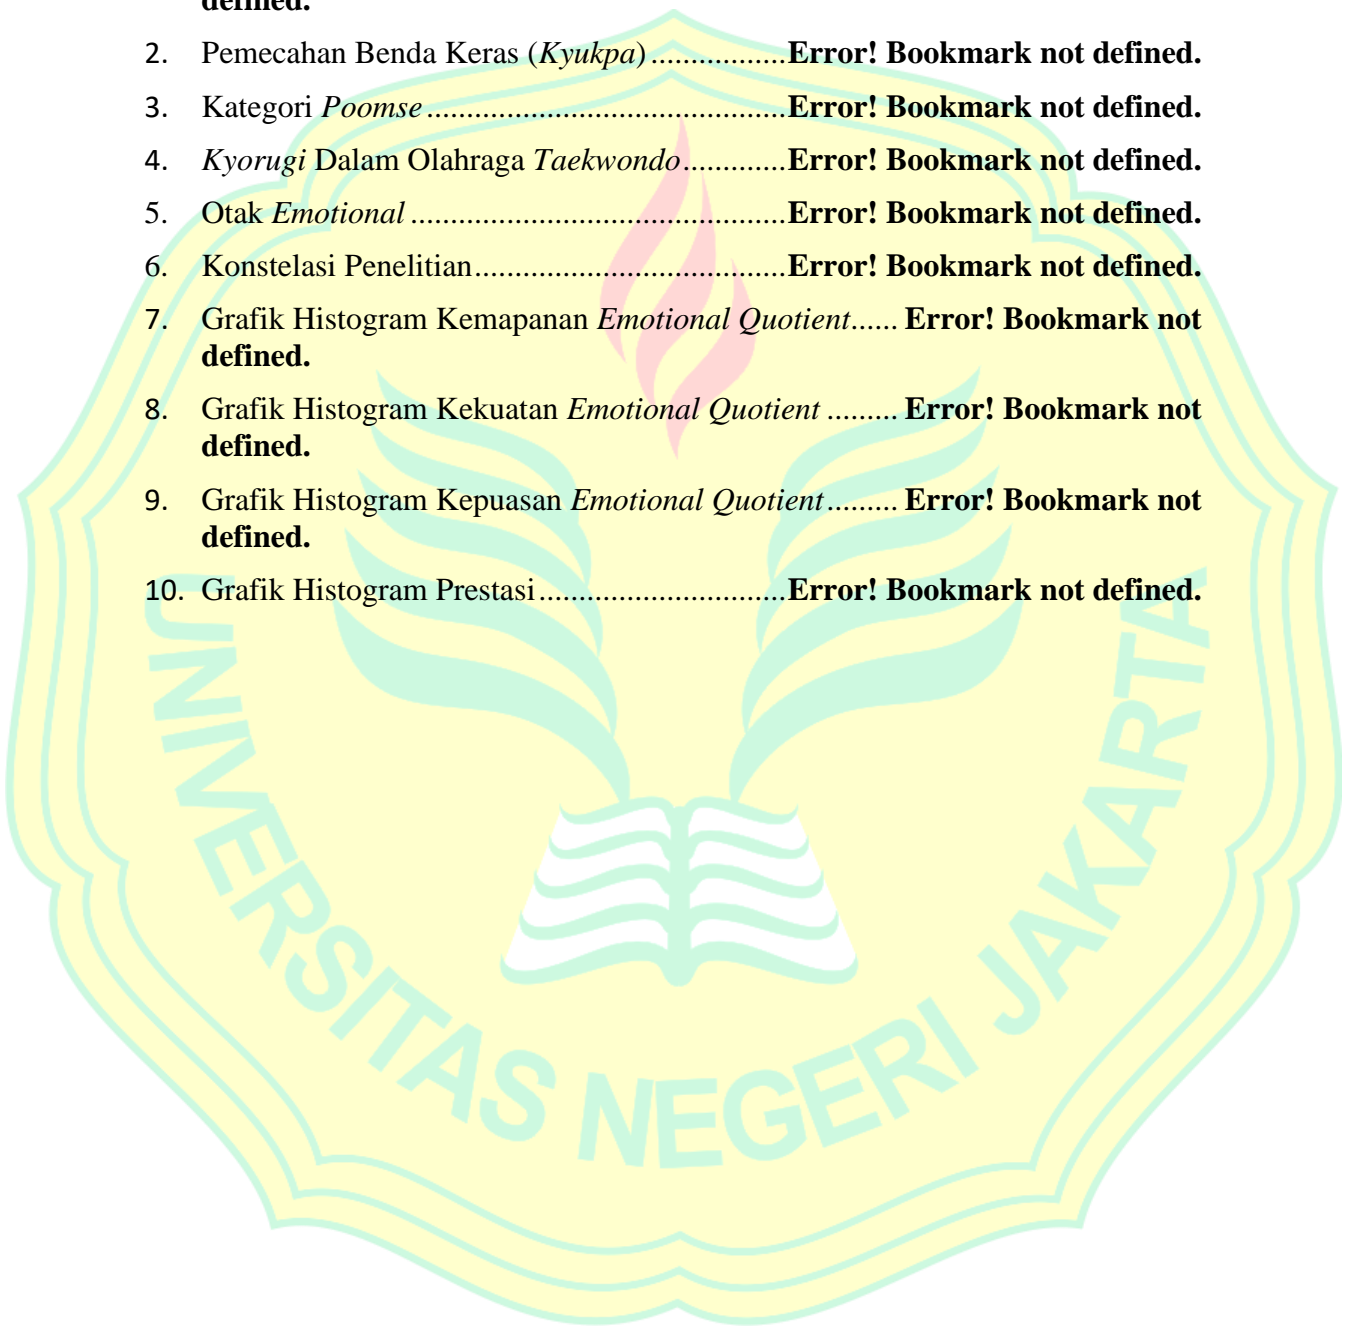 defined.
2. Pemecahan Benda Keras (Kyukpa) .................Error! Bookmark not defined.
3. Kategori Poomse ..............................................Error! Bookmark not defined.
4. Kyorugi Dalam Olahraga Taekwondo.............Error! Bookmark not defined.
5. Otak Emotional ................................................Error! Bookmark not defined.
6. Konstelasi Penelitian........................................Error! Bookmark not defined.
7. Grafik Histogram Kemapanan Emotional Quotient...... Error! Bookmark not
defined.
8. Grafik Histogram Kekuatan Emotional Quotient ......... Error! Bookmark not
defined.
9. Grafik Histogram Kepuasan Emotional Quotient ......... Error! Bookmark not
defined.
10. Grafik Histogram Prestasi ...............................Error! Bookmark not defined.
UNIVERSITAS NEGERI JAKARTA